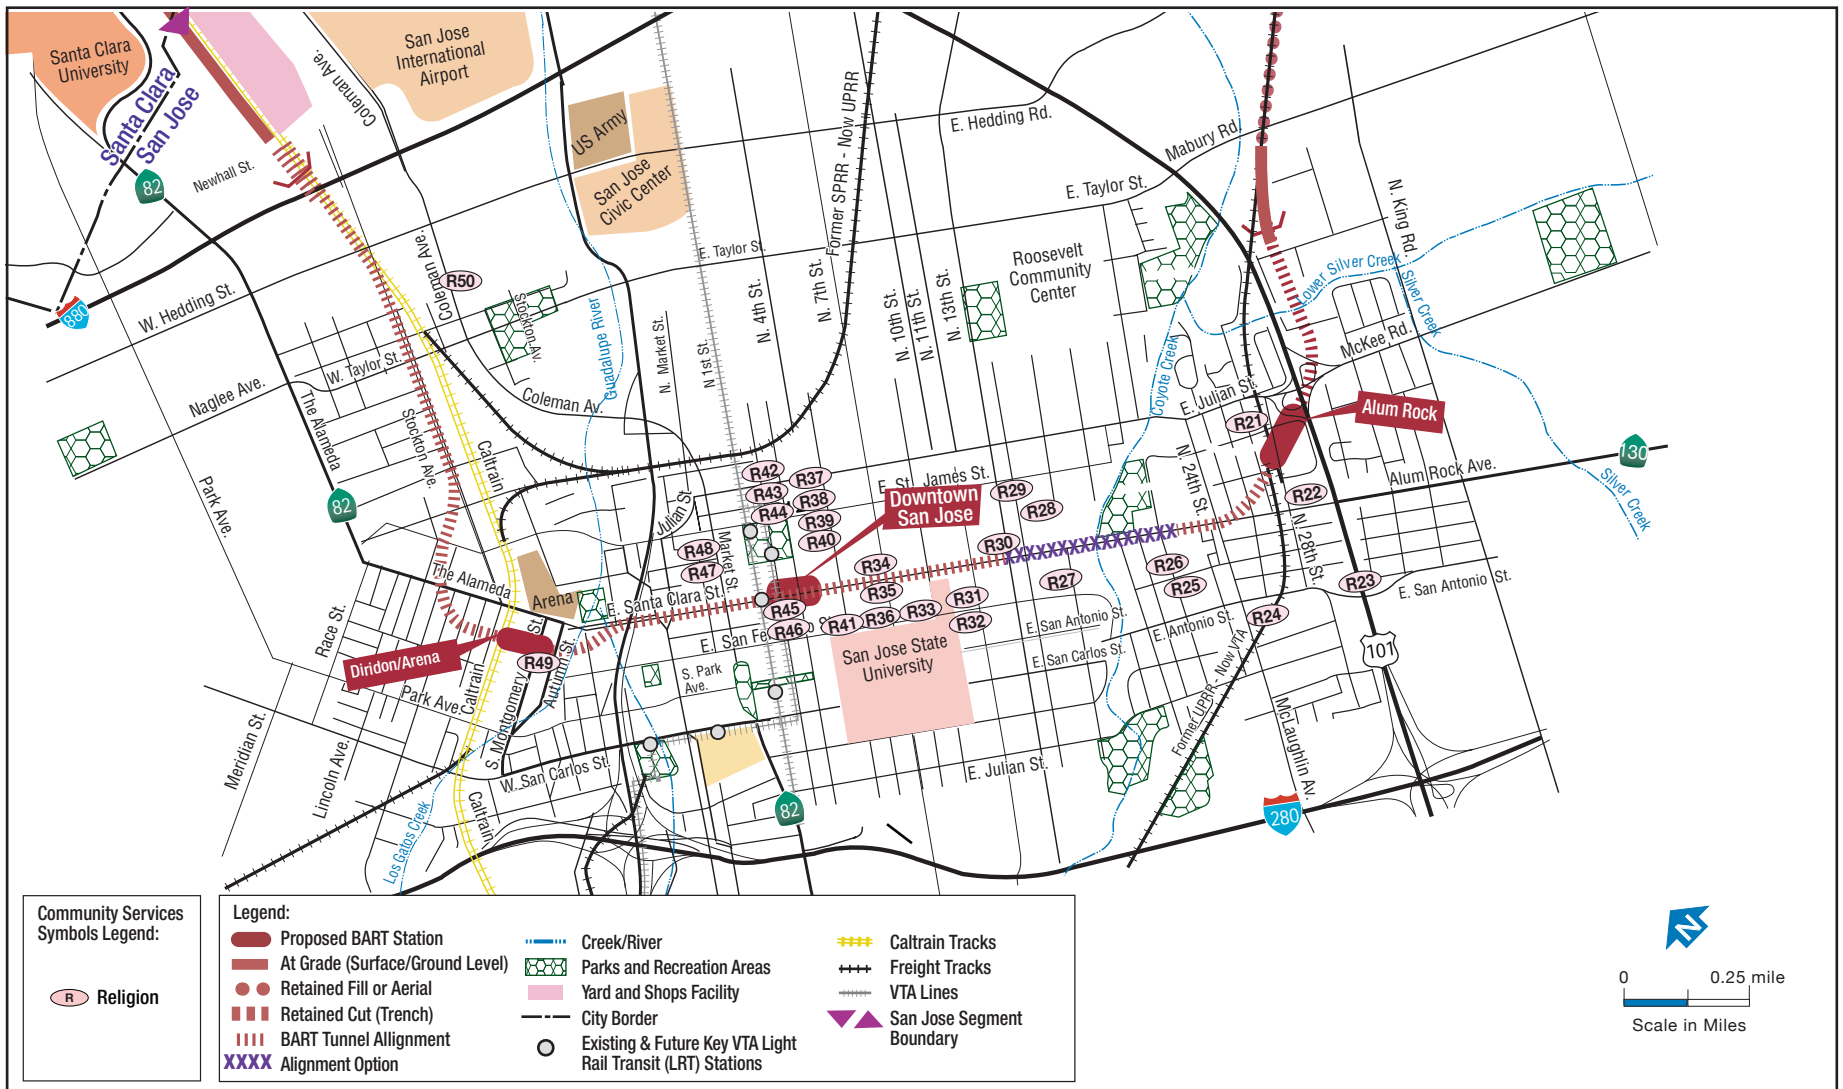 Santa Clara
University
Santa Clara
San Jose
82
Newhall St.
Coleman Ave.
San Jose
International
Airport
US Army
San Jose
Civic Center
Former SPRR - Now UPRR
E. Hedding Rd.
Mabury Rd.
E. Taylor St.
E. Taylor St.
N. King Rd.
880
W. Hedding St.
Coleman Ave.
R50
Stockton Av.
Guadalupe River
N. Market St.
N 1st St.
N. 4th St.
N. 7th St.
N. 10th St.
N. 11th St.
N. 13th St.
Roosevelt
Community
Center
Lower Silver Creek
Silver Creek
McKee Rd.
Coyote Creek
Naglee Ave.
W. Taylor St.
The Alameda
Stockton Ave.
Caltrain
Coleman Av.
E. Julian St.
R21
Alum Rock
130
Alum Rock Ave.
Silver Creek
Park Ave.
82
Julian St.
R42
R43
R44
R37
R38
R39
R40
E. St. James St.
Downtown
San Jose
R29
R28
R30
N. 24th St.
R22
N. 28th St.
R48
R47
Market St.
R34
R35
R36
R33
R31
R32
R27
R26
R25
R23
R24
E. San Antonio St.
The Alameda
Arena
E. Santa Clara St.
R45
R46
R41
E. San Antonio St.
E. Antonio St.
E. San Carlos St.
101
Race St.
Diridon/Arena
R49
St.
Autumn St.
S. Montgomery
Park Ave.
Caltrain
S. Park
Ave.
San Jose State
University
Former UPRR - Now VTA
McLaughlin Av.
Meridian St.
Lincoln Ave.
W. San Carlos St.
E. Julian St.
Los Gatos Creek
Caltrain
82
280
Community Services
Symbols Legend:
R Religion
Legend:
Proposed BART Station
At Grade (Surface/Ground Level)
Retained Fill or Aerial
Retained Cut (Trench)
BART Tunnel Allignment
XXXX Alignment Option
Creek/River
Parks and Recreation Areas
Yard and Shops Facility
City Border
Existing & Future Key VTA Light
Rail Transit (LRT) Stations
Caltrain Tracks
Freight Tracks
VTA Lines
San Jose Segment
Boundary
N
0 0.25 mile
Scale in Miles